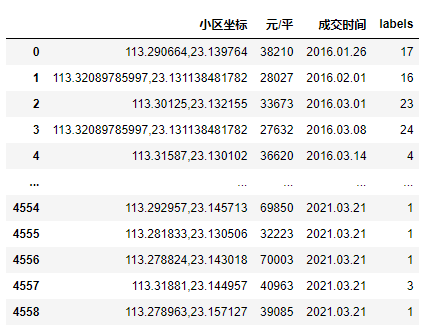 小区坐标 元/平 成交时间 labels
0 113.290664,23.139764 38210 2016.01.26 17
1 113.32089785997,23.131138481782 28027 2016.02.01 16
2 113.30125,23.132155 33673 2016.03.01 23
3 113.32089785997,23.131138481782 27632 2016.03.08 24
4 113.31587,23.130102 36620 2016.03.14 4
... ... ... ... ...
4554 113.292957,23.145713 69850 2021.03.21 1
4555 113.281833,23.130506 32223 2021.03.21 1
4556 113.278824,23.143018 70003 2021.03.21 1
4557 113.31881,23.144957 40963 2021.03.21 3
4558 113.278963,23.157127 39085 2021.03.21 1